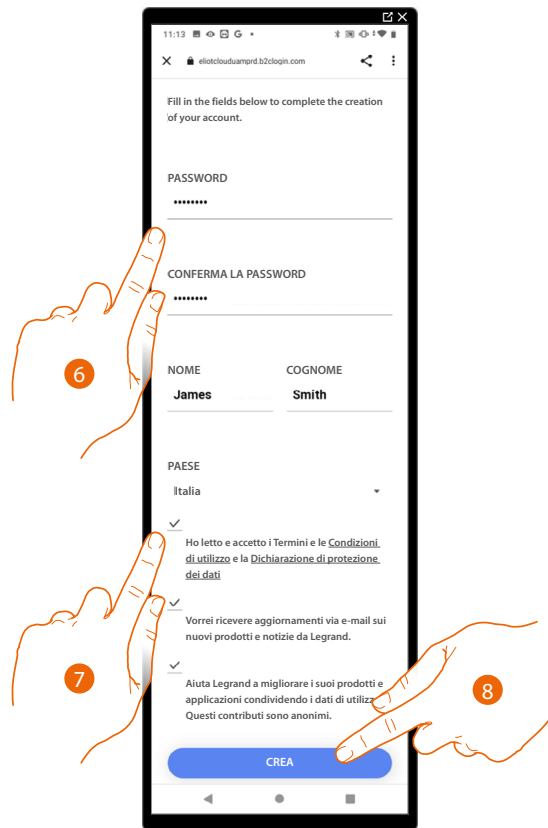 11:13 G
eliotclouduamprd.b2clogin.com
Fill in the fields below to complete the creation
of your account.
PASSWORD
••••••••
CONFERMA LA PASSWORD
••••••••
6
NOME COGNOME
James Smith
PAESE
Italia
Ho letto e accetto i Termini e le Condizioni
di utilizzo e la Dichiarazione di protezione
dei dati
Vorrei ricevere aggiornamenti via e-mail sui
nuovi prodotti e notizie da Legrand.
7
Aiuta Legrand a migliorare i suoi prodotti e
applicazioni condividendo i dati di
Questi contributi sono anonimi.
8
CREA